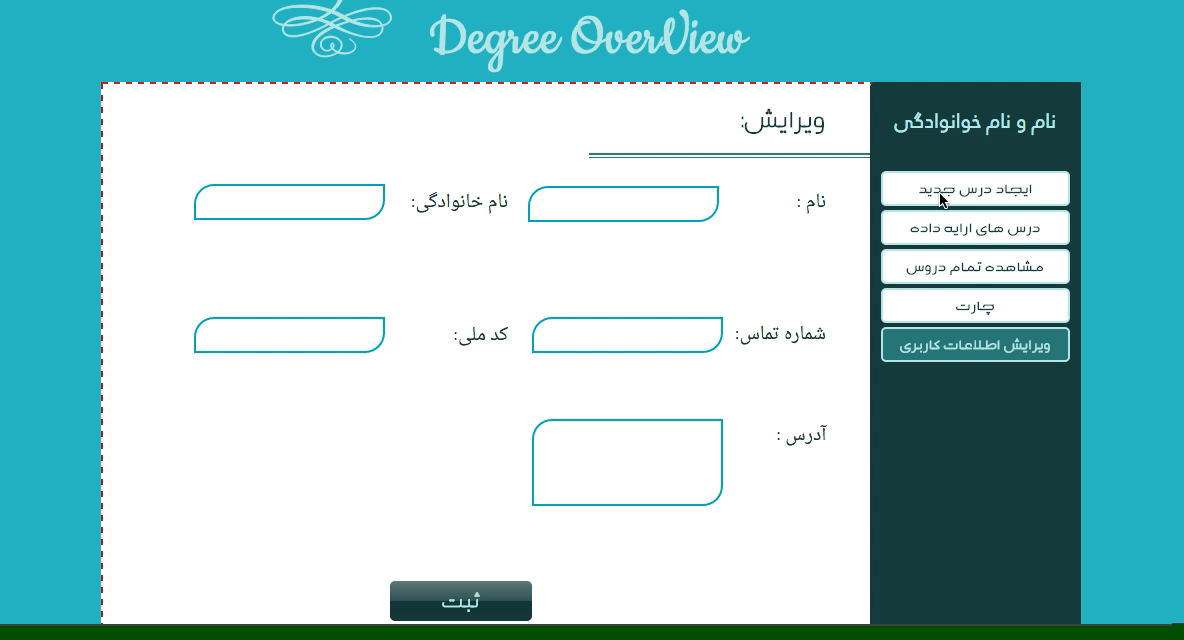 Degree OverView
نام و نام خوانوادگی
ایجاد درس جدید
درس های ارایه داده
مشاهده تمام دروس
چارت
ویرایش اطلاعات کاربری
ویرایش:
نام :
نام خانوادگی:
شماره تماس:
کد ملی:
آدرس :
ثبت